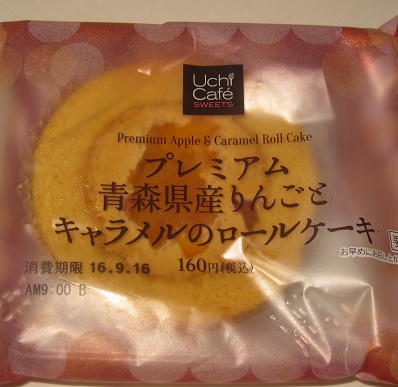 Uchi
Café
SWEETS
Premium Apple & Caramel Roll Cake
プレミアム
青森県産りんごと
キャラメルのロールケーキ
お早めにお召し上が
消費期限 16.9.16 160円(税込)
AM9:00 B